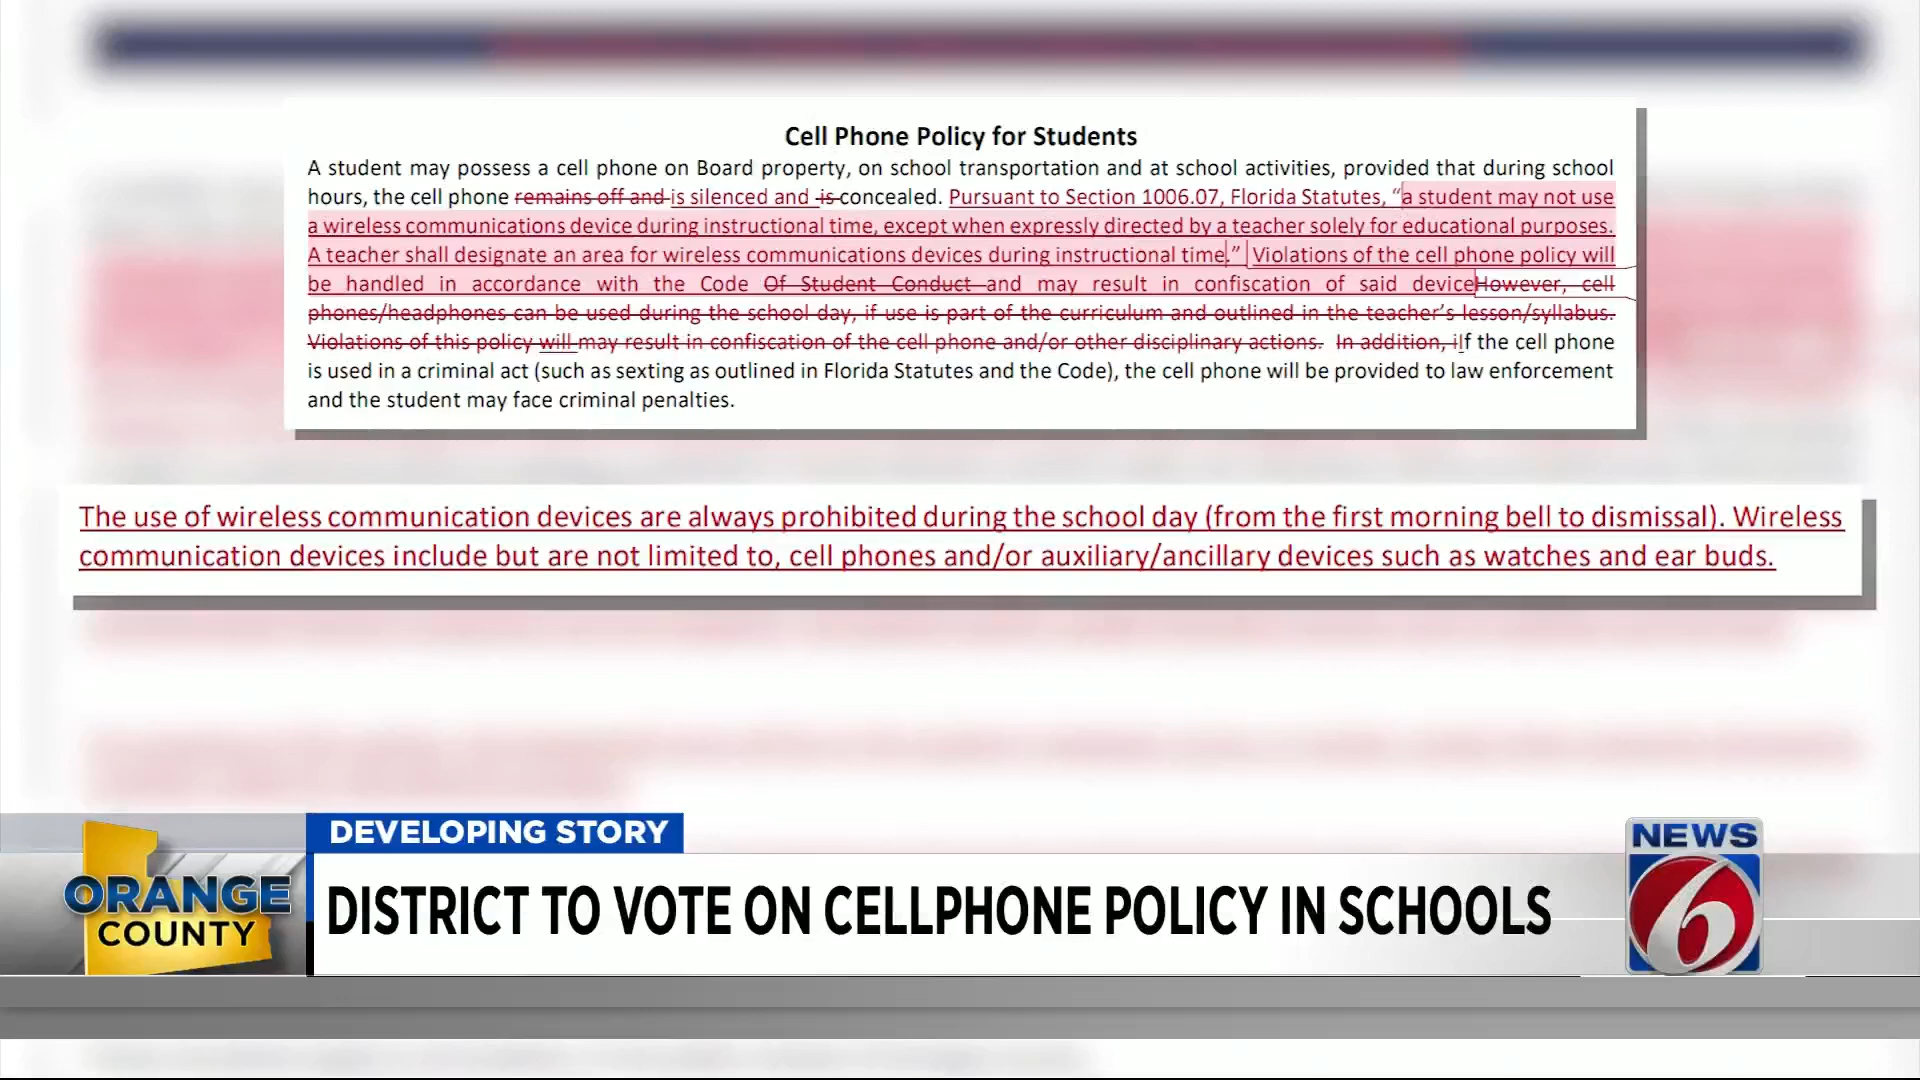 Cell Phone Policy for Students
A student may possess a cell phone on Board property, on school transportation and at school activities, provided that during school
hours, the cell phone remains off and is silenced and is concealed. Pursuant to Section 1006.07, Florida Statutes, “a student may not use
a wireless communications device during instructional time, except when expressly directed by a teacher solely for educational purposes.
A teacher shall designate an area for wireless communications devices during instructional time.” Violations of the cell phone policy will
be handled in accordance with the Code Of Student Conduct and may result in confiscation of said deviceHowever, cell
phones/headphones can be used during the school day, if use is part of the curriculum and outlined in the teacher’s lesson/syllabus.
Violations of this policy will may result in confiscation of the cell phone and/or other disciplinary actions. In addition, iIf the cell phone
is used in a criminal act (such as sexting as outlined in Florida Statutes and the Code), the cell phone will be provided to law enforcement
and the student may face criminal penalties.
The use of wireless communication devices are always prohibited during the school day (from the first morning bell to dismissal). Wireless
communication devices include but are not limited to, cell phones and/or auxiliary/ancillary devices such as watches and ear buds.
DEVELOPING STORY
ORANGE
COUNTY
DISTRICT TO VOTE ON CELLPHONE POLICY IN SCHOOLS
NEWS
6